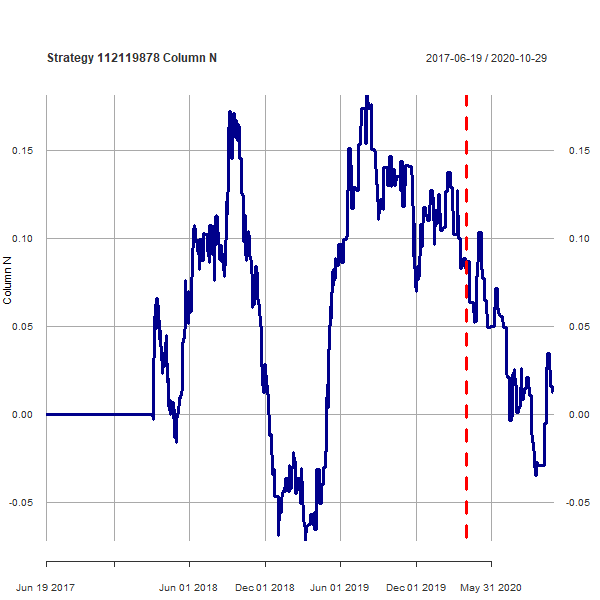 Strategy 112119878 Column N
2017-06-19 / 2020-10-29
0.15
0.10
0.05
0.00
-0.05
Column N
0.15
0.10
0.05
0.00
-0.05
Jun 19 2017
Jun 01 2018
Dec 01 2018
Jun 01 2019
Dec 01 2019
May 31 2020